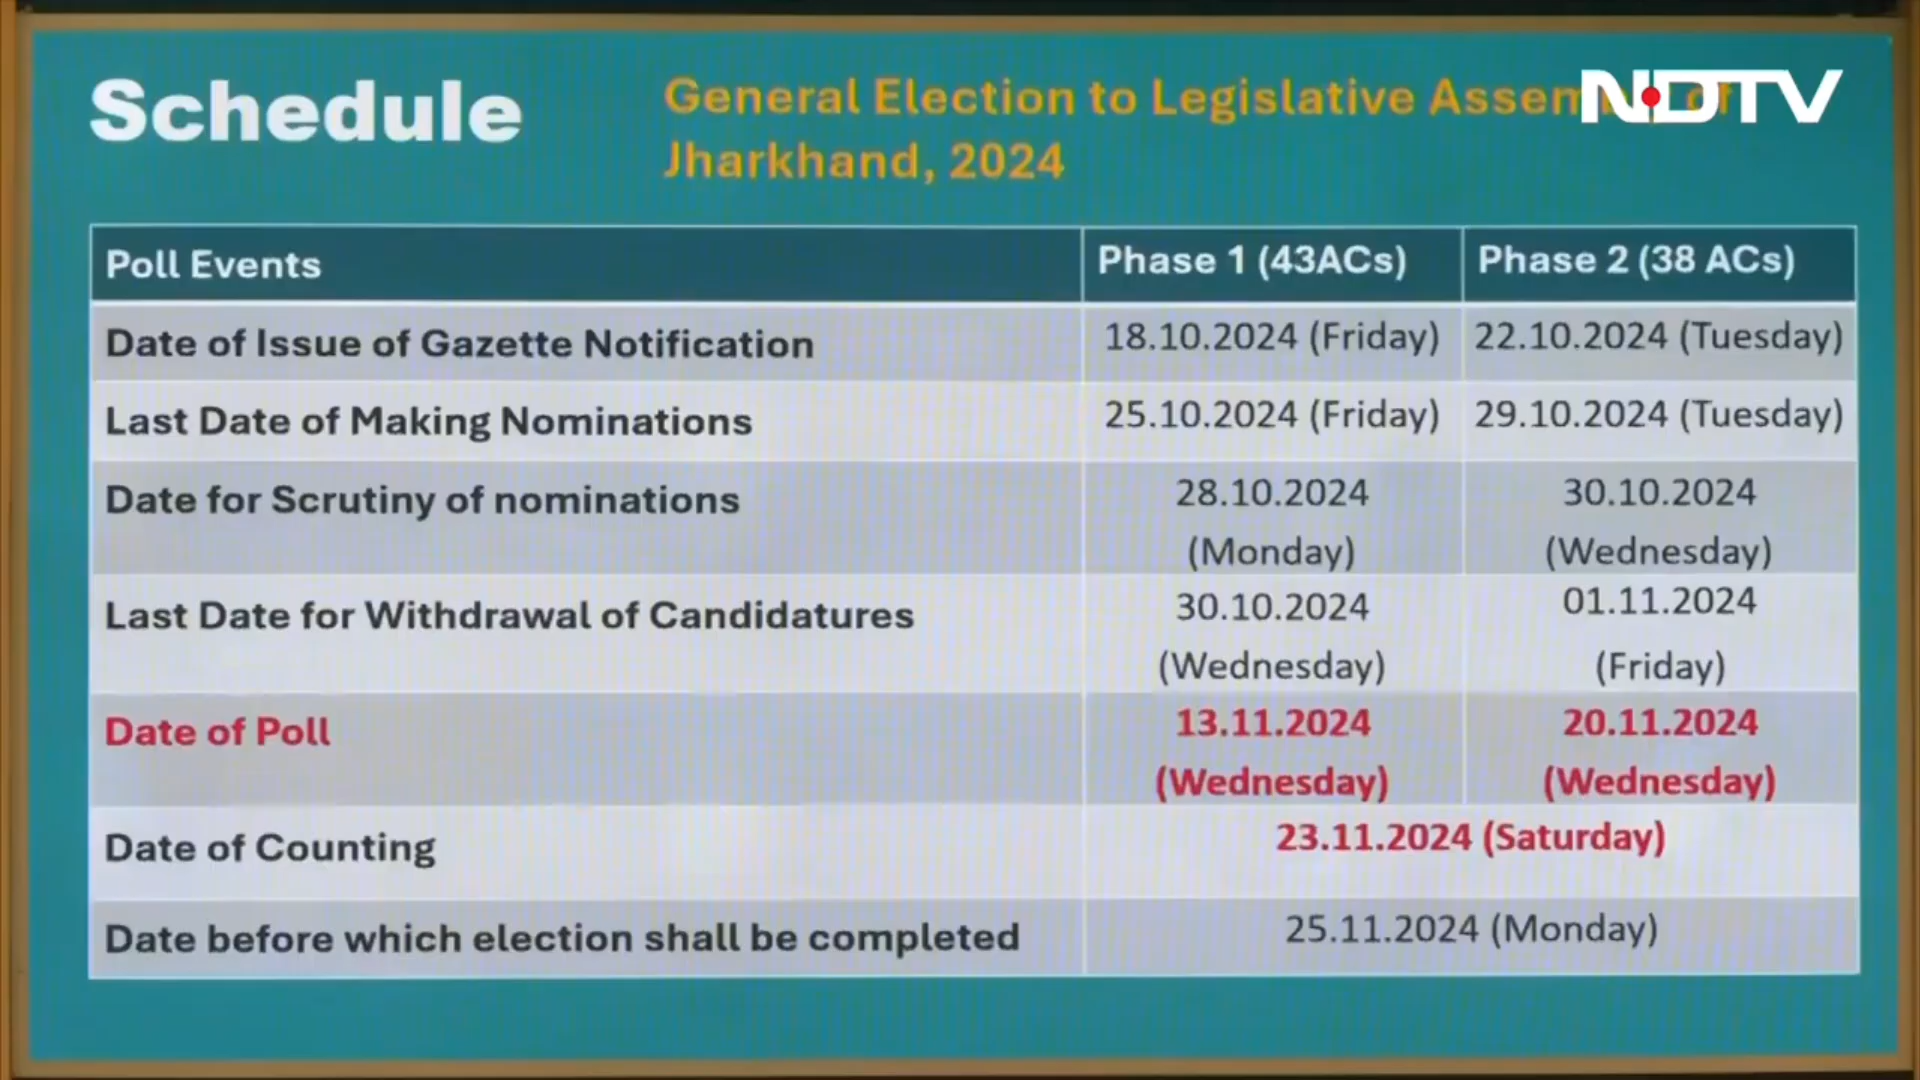 Schedule
General Election to Legislative of
Jharkhand, 2024
NDTV
Poll Events
Phase 1 (43ACs)
Phase 2 (38 ACs)
Date of Issue of Gazette Notification
18.10.2024 (Friday)
22.10.2024 (Tuesday)
Last Date of Making Nominations
25.10.2024 (Friday)
29.10.2024 (Tuesday)
Date for Scrutiny of nominations
28.10.2024
(Monday)
30.10.2024
(Wednesday)
Last Date for Withdrawal of Candidatures
30.10.2024
(Wednesday)
01.11.2024
(Friday)
Date of Poll
13.11.2024
(Wednesday)
20.11.2024
(Wednesday)
Date of Counting
23.11.2024 (Saturday)
Date before which election shall be completed
25.11.2024 (Monday)